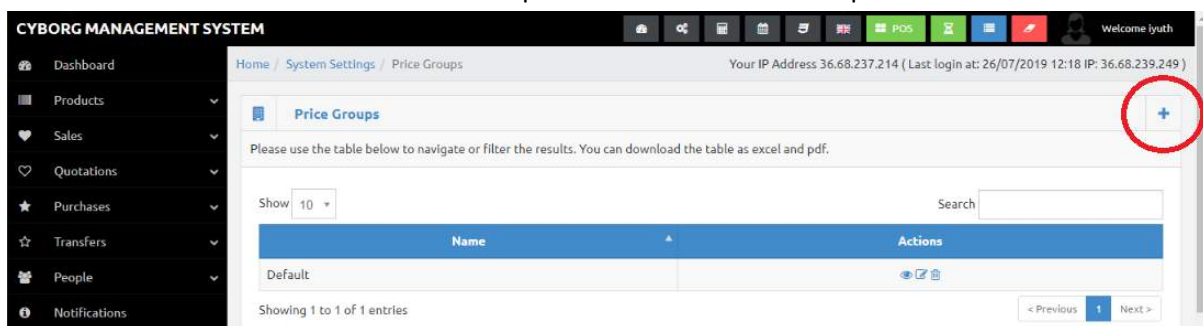 CYBORG MANAGEMENT SYSTEM POS Welcome iyuth
Dashboard
Products
Sales
Quotations
Purchases
Transfers
People
Notifications
Home / System Settings / Price Groups Your IP Address 36.68.237.214 ( Last login at: 26/07/2019 12:18 IP: 36.68.239.249 )
Price Groups +
Please use the table below to navigate or filter the results. You can download the table as excel and pdf.
Show 10 Search
Name Actions
Default
Showing 1 to 1 of 1 entries < Previous 1 Next >